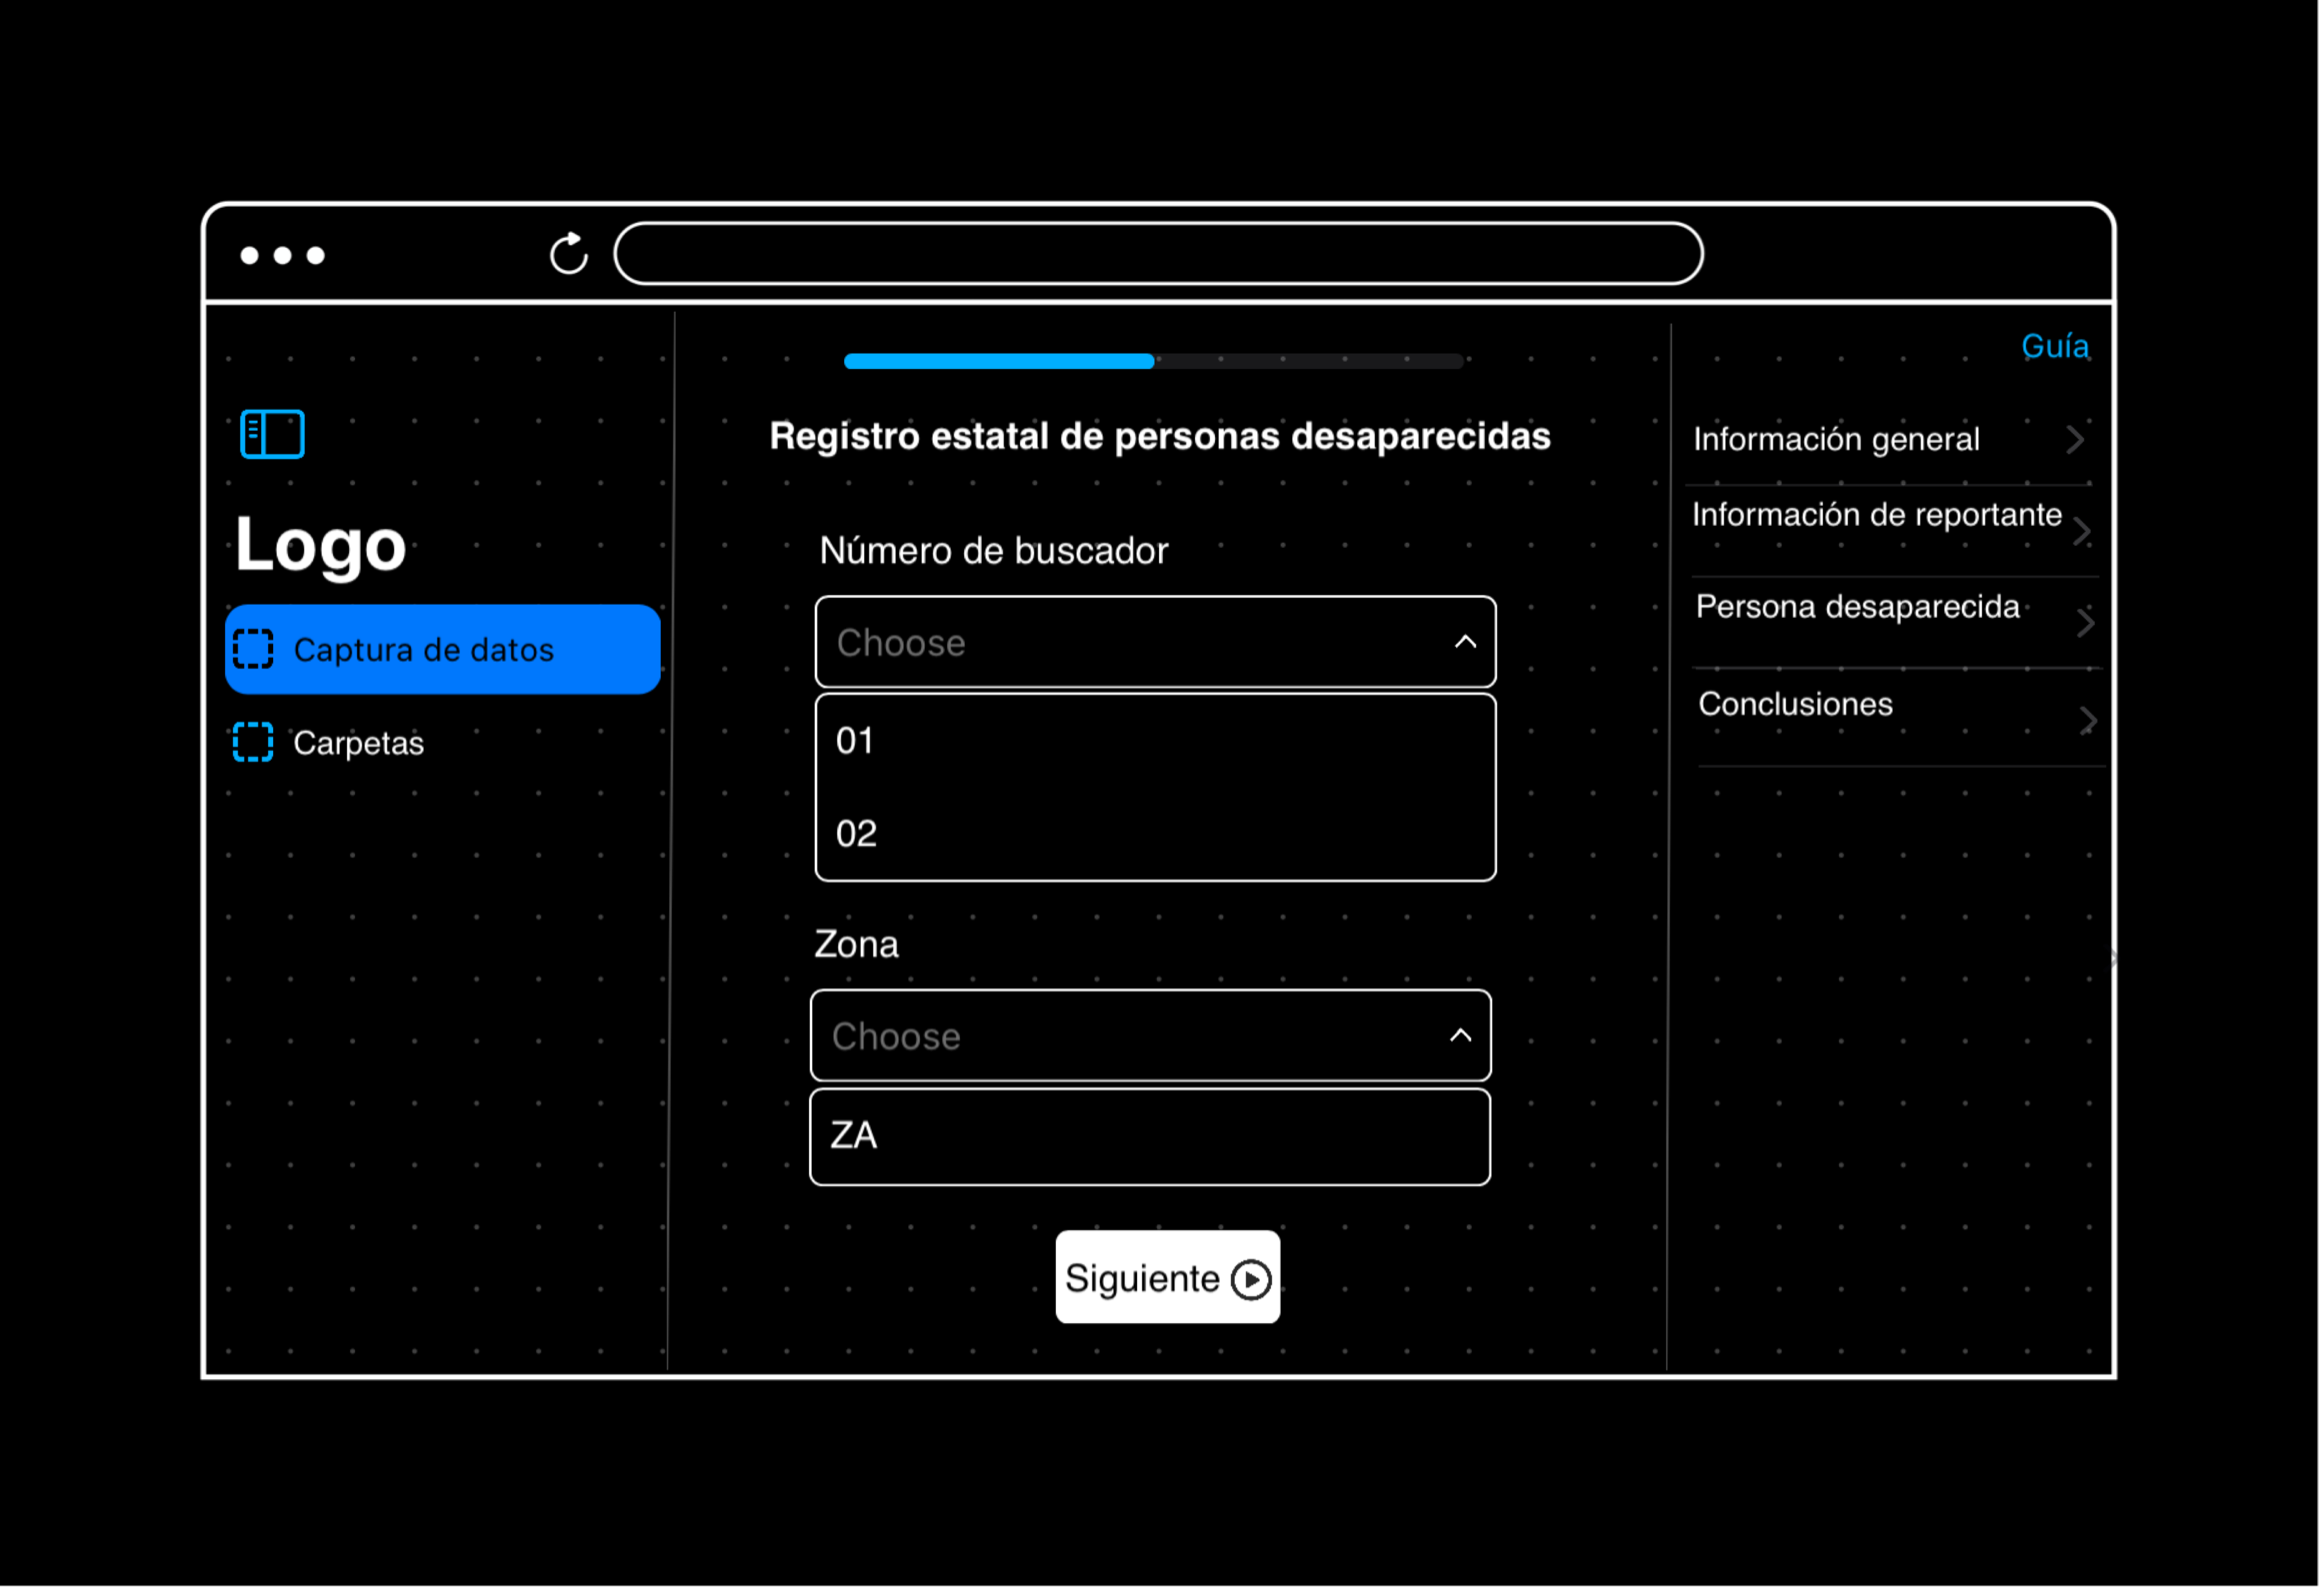 Logo
Captura de datos
Carpetas
Registro estatal de personas desaparecidas
Número de buscador
Choose
01
02
Zona
Choose
ZA
Siguiente
Guía
Información general
Información de reportante
Persona desaparecida
Conclusiones